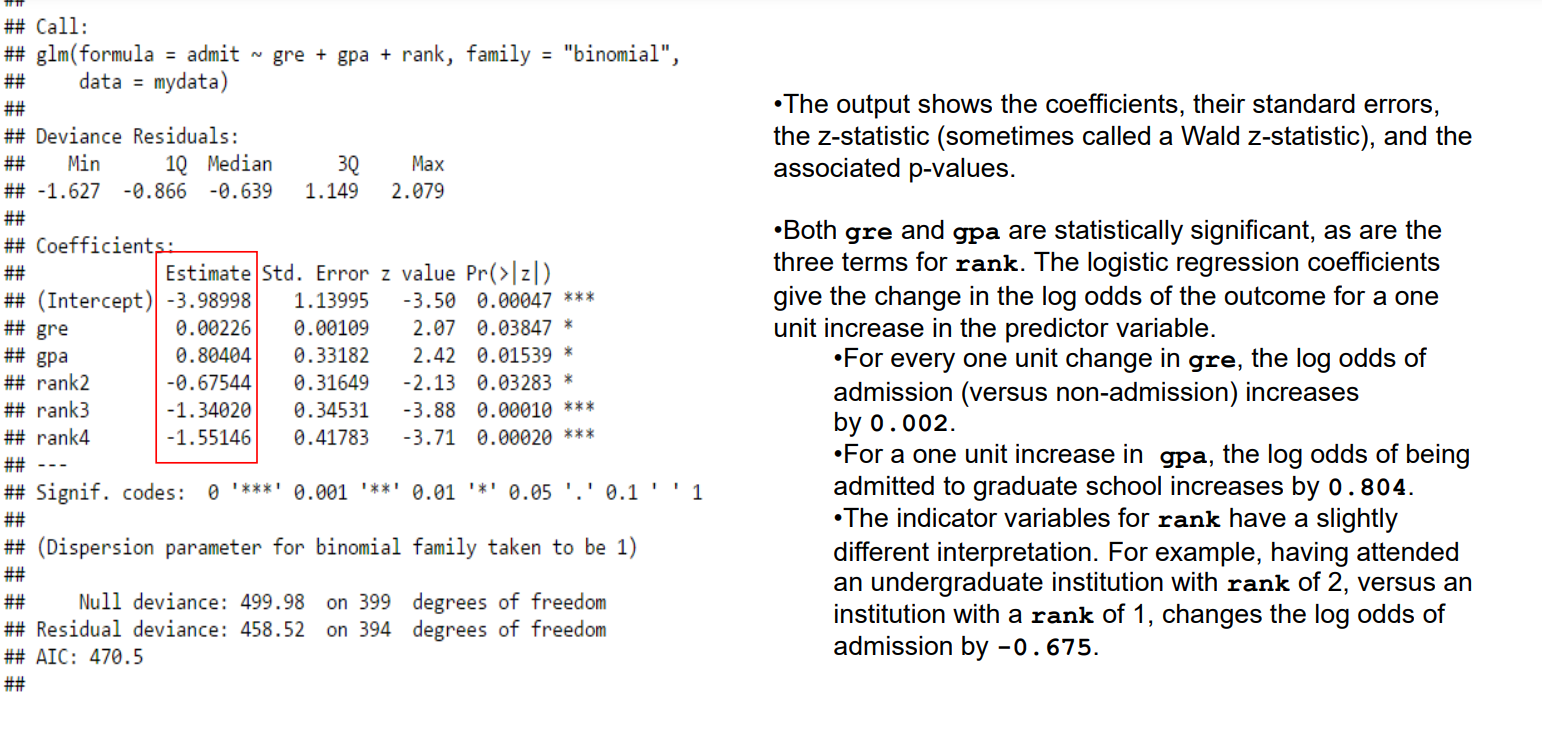 ##
## Call:
## glm(formula = admit ~ gre + gpa + rank, family = "binomial",
##     data = mydata)
##
## Deviance Residuals:
##    Min      1Q  Median      3Q     Max
## -1.627  -0.866  -0.639   1.149   2.079
##
## Coefficients:
##             Estimate Std. Error z value Pr(>|z|)
## (Intercept) -3.98998    1.13995   -3.50  0.00047 ***
## gre          0.00226    0.00109    2.07  0.03847 *
## gpa          0.80404    0.33182    2.42  0.01539 *
## rank2       -0.67544    0.31649   -2.13  0.03283 *
## rank3       -1.34020    0.34531   -3.88  0.00010 ***
## rank4       -1.55146    0.41783   -3.71  0.00020 ***
## ---
## Signif. codes:  0 '***' 0.001 '**' 0.01 '*' 0.05 '.' 0.1 ' ' 1
##
## (Dispersion parameter for binomial family taken to be 1)
##
##     Null deviance: 499.98  on 399  degrees of freedom
## Residual deviance: 458.52  on 394  degrees of freedom
## AIC: 470.5
##
•The output shows the coefficients, their standard errors,
the z-statistic (sometimes called a Wald z-statistic), and the
associated p-values.
•Both gre and gpa are statistically significant, as are the
three terms for rank. The logistic regression coefficients
give the change in the log odds of the outcome for a one
unit increase in the predictor variable.
•For every one unit change in gre, the log odds of
admission (versus non-admission) increases
by 0.002.
•For a one unit increase in gpa, the log odds of being
admitted to graduate school increases by 0.804.
•The indicator variables for rank have a slightly
different interpretation. For example, having attended
an undergraduate institution with rank of 2, versus an
institution with a rank of 1, changes the log odds of
admission by -0.675.